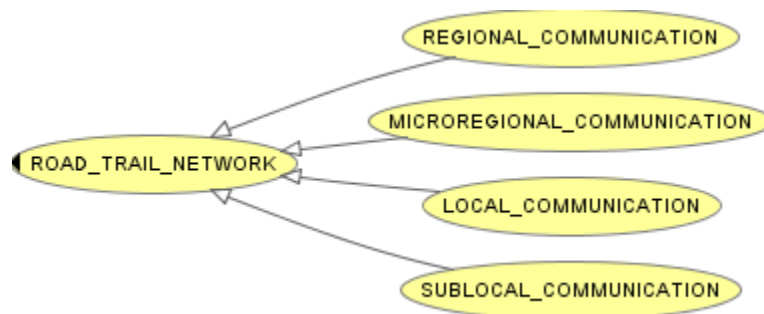 REGIONAL_COMMUNICATION
MICROREGIONAL_COMMUNICATION
ROAD_TRAIL_NETWORK
LOCAL_COMMUNICATION
SUBLOCAL_COMMUNICATION